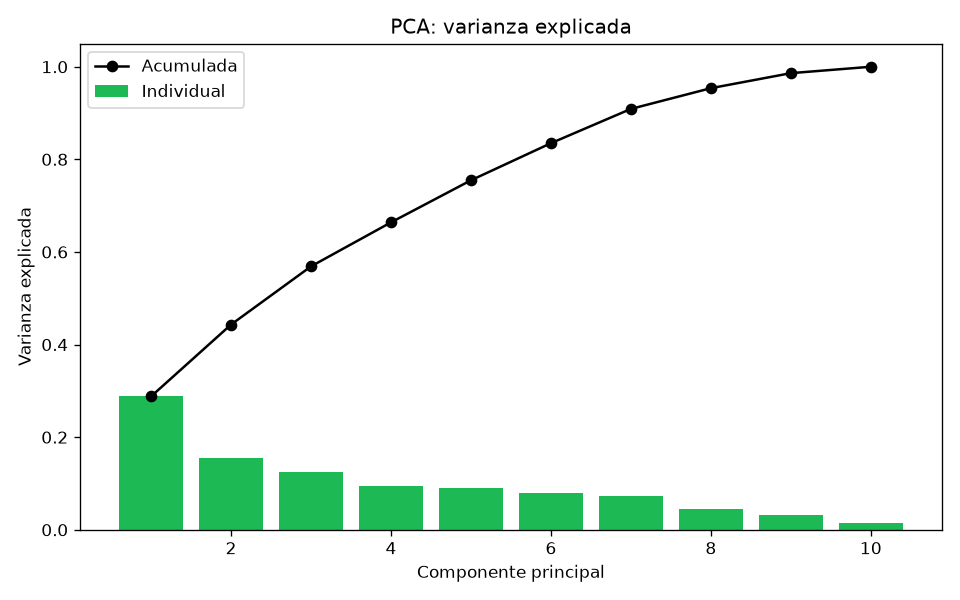 PCA: varianza explicada
Acumulada
Individual
1.0
0.8
0.6
0.4
0.2
0.0
Varianza explicada
2 4 6 8 10
Componente principal